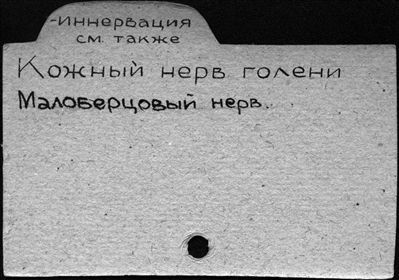 -Иннервация
см. также
Кожный нерв голени
Малоберцовый нерв.